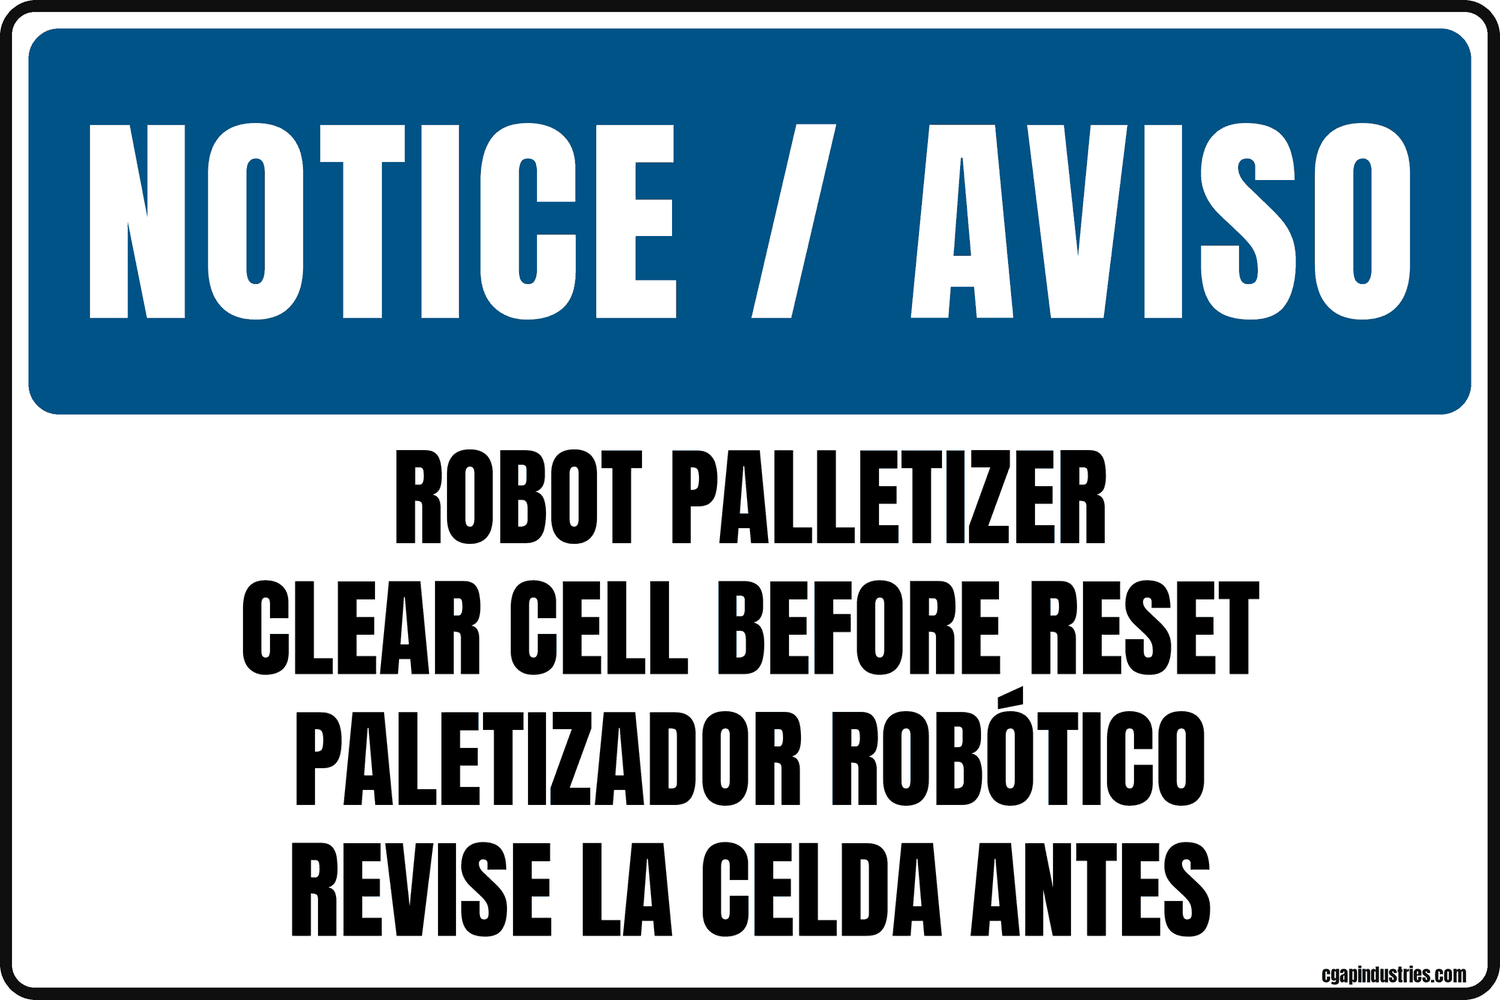 NOTICE / AVISO
ROBOT PALLETIZER
CLEAR CELL BEFORE RESET
PALETIZADOR ROBÓTICO
REVISE LA CELDA ANTES
cgapindustries.com